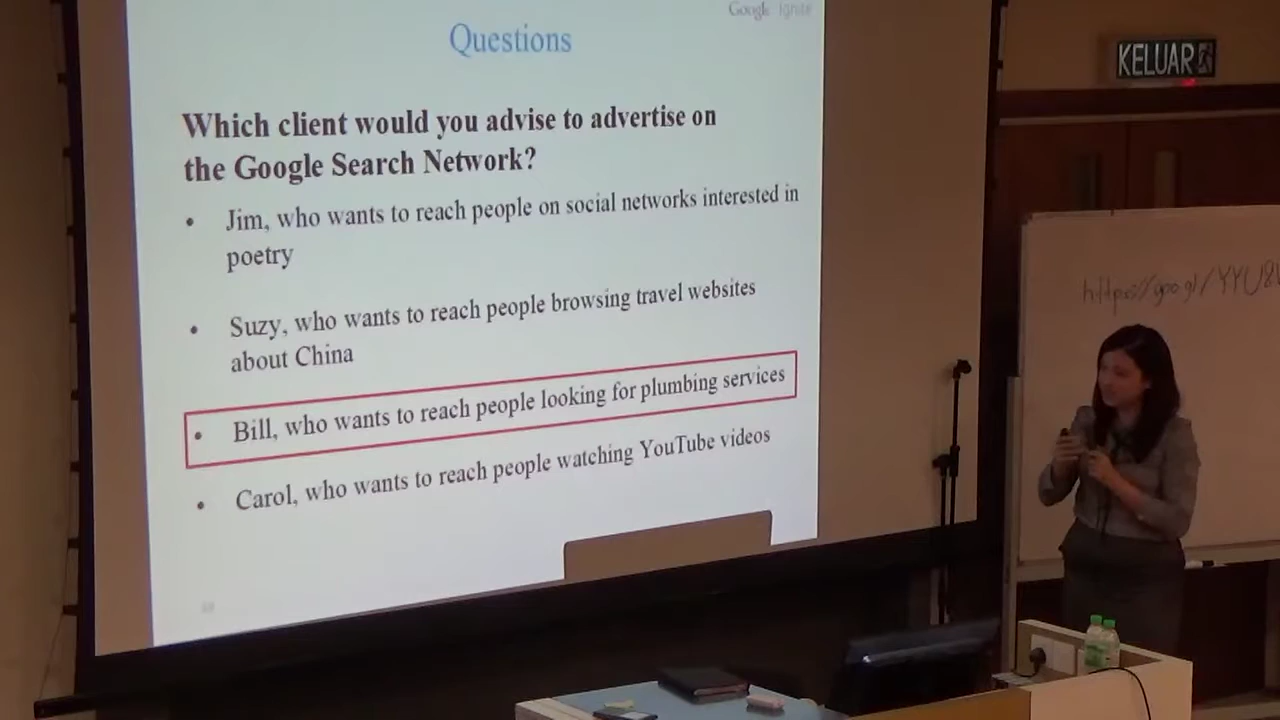 Google Ignite
Questions
Which client would you advise to advertise on
the Google Search Network?
• Jim, who wants to reach people on social networks interested in
poetry
• Suzy, who wants to reach people browsing travel websites
about China
• Bill, who wants to reach people looking for plumbing services
• Carol, who wants to reach people watching YouTube videos
KELUAR